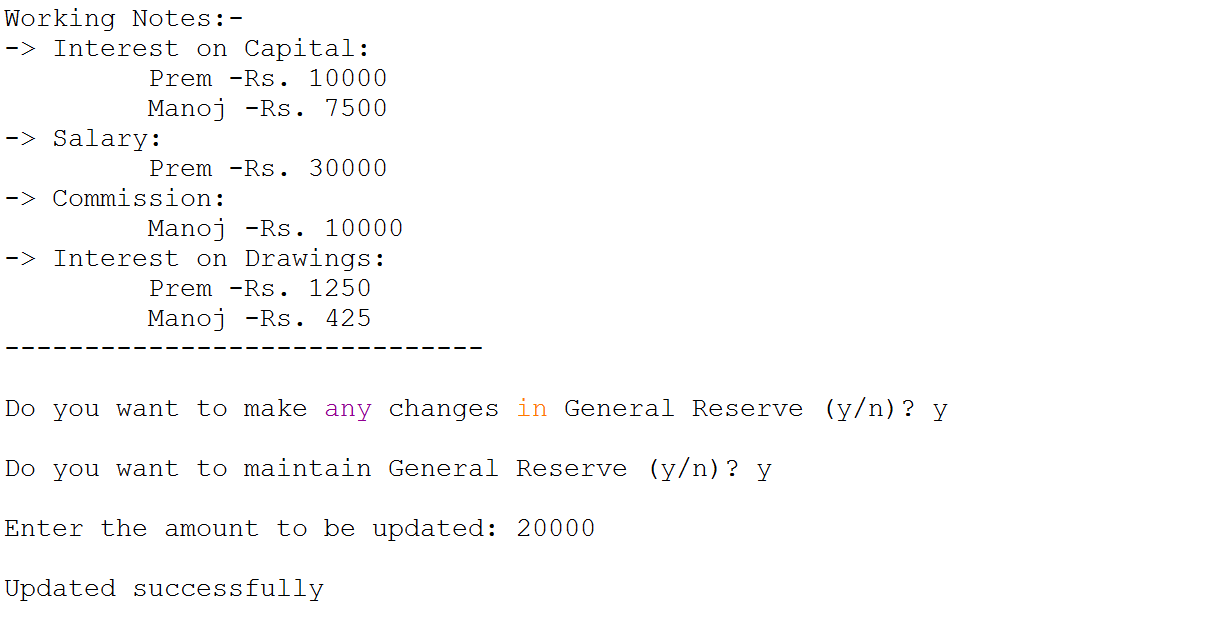 Working Notes:-
-> Interest on Capital:
Prem -Rs. 10000
Manoj -Rs. 7500
-> Salary:
Prem -Rs. 30000
-> Commission:
Manoj -Rs. 10000
-> Interest on Drawings:
Prem -Rs. 1250
Manoj -Rs. 425
------------------------------
Do you want to make any changes in General Reserve (y/n)? y
Do you want to maintain General Reserve (y/n)? y
Enter the amount to be updated: 20000
Updated successfully